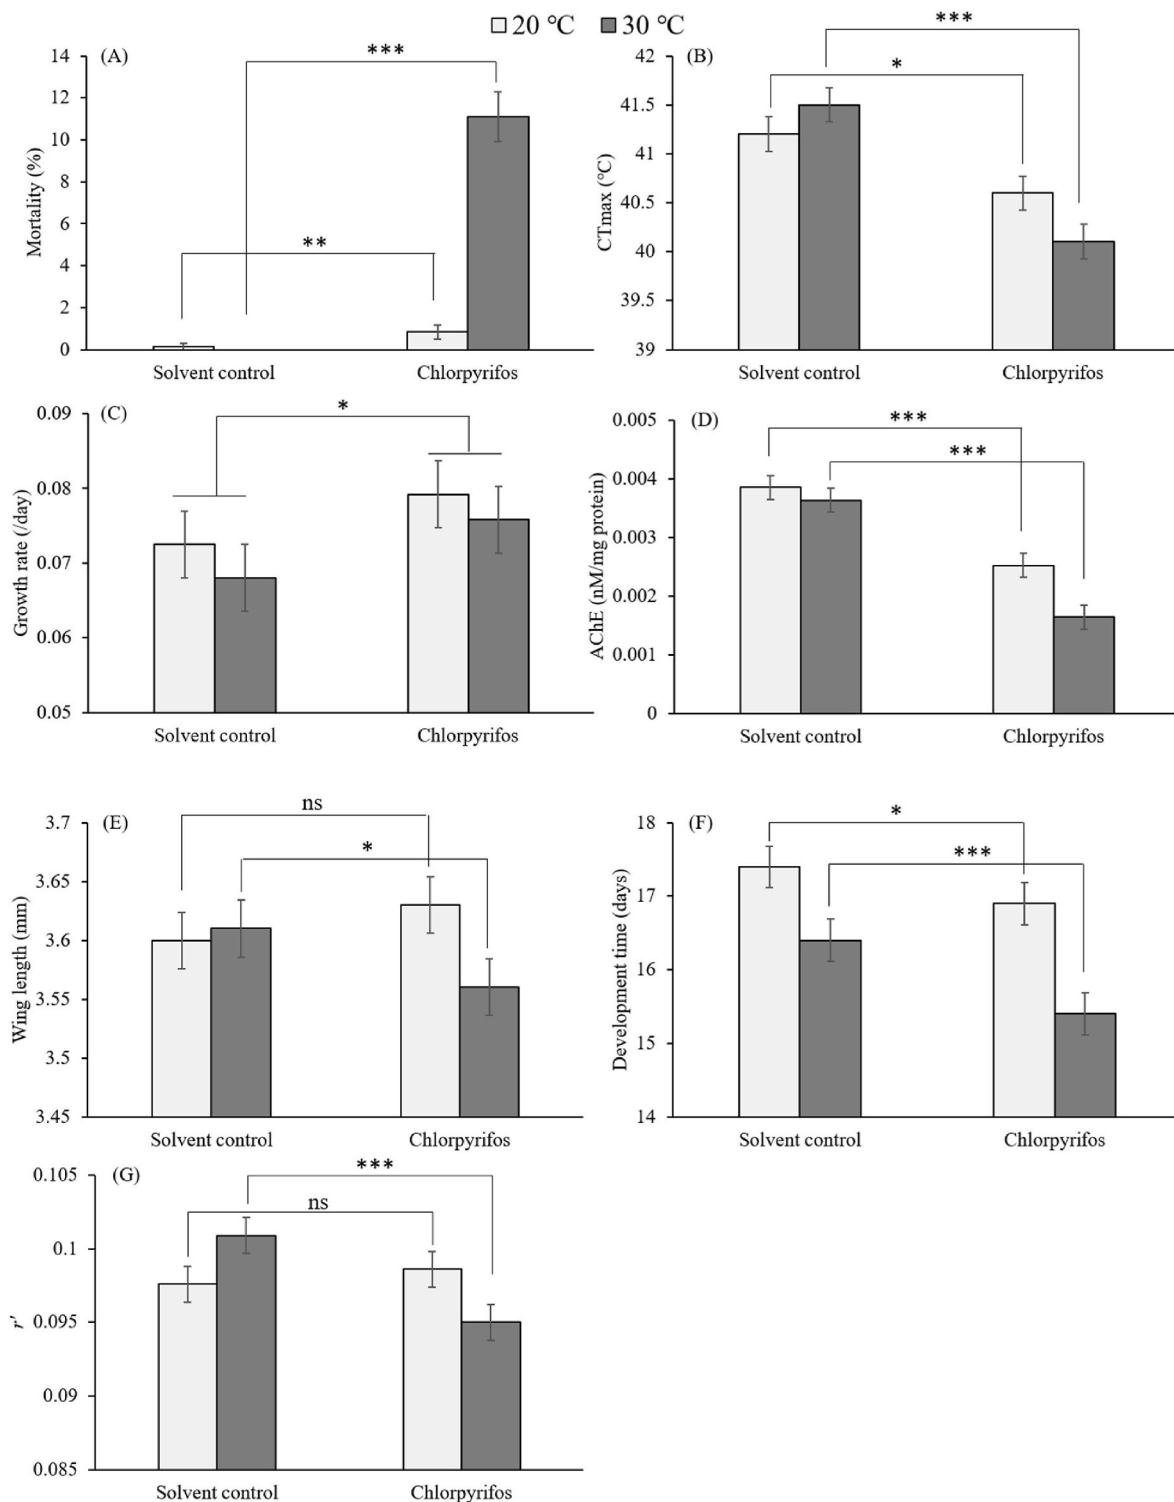 20 °C 30 °C
(A)
***
**
14
12
10
8
6
4
2
0
Mortality (%)
Solvent control Chlorpyrifos
(B)
***
*
42
41.5
41
40.5
40
39.5
39
CTmax (°C)
Solvent control Chlorpyrifos
(C)
*
0.09
0.08
0.07
0.06
0.05
Growth rate (/day)
Solvent control Chlorpyrifos
(D)
***
***
0.005
0.004
0.003
0.002
0.001
0
AChE (nM/mg protein)
Solvent control Chlorpyrifos
(E)
ns
*
3.7
3.65
3.6
3.55
3.5
3.45
Wing length (mm)
Solvent control Chlorpyrifos
(F)
*
***
18
17
16
15
14
Development time (days)
Solvent control Chlorpyrifos
(G)
***
ns
0.105
0.1
0.095
0.09
0.085
r'
Solvent control Chlorpyrifos